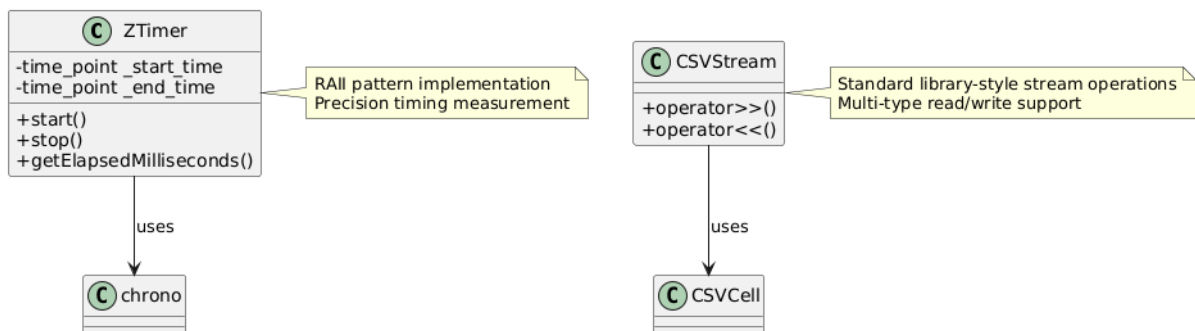 C ZTimer
-time_point _start_time
-time_point _end_time
+start()
+stop()
+getElapsedMilliseconds()
RAII pattern implementation
Precision timing measurement
uses
C chrono
C CSVStream
+operator>>()
+operator<<()
Standard library-style stream operations
Multi-type read/write support
uses
C CSVCell